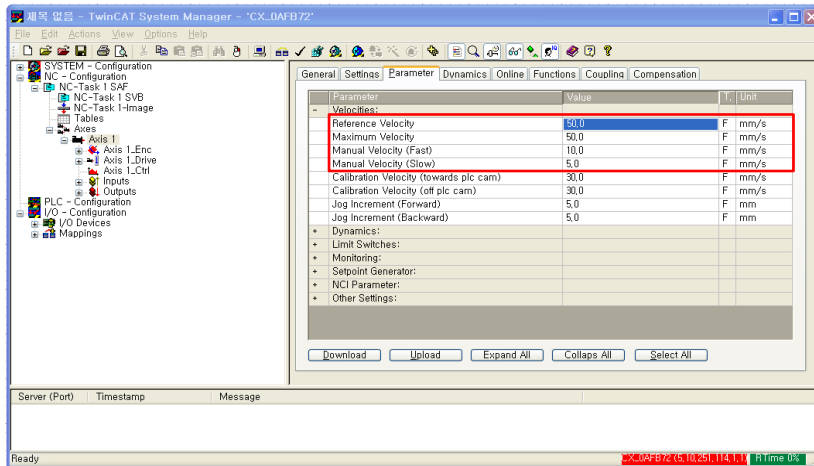 제목 없음 - TwinCAT System Manager - 'CX_0AFB72'
File Edit Actions View Options Help
SYSTEM - Configuration
NC - Configuration
NC-Task 1 SAF
NC-Task 1 SVB
NC-Task 1-Image
Tables
Axes
Axis 1
Axis 1_Enc
Axis 1_Drive
Axis 1_Ctrl
Inputs
Outputs
PLC - Configuration
I/O - Configuration
I/O Devices
Mappings
General Settings Parameter Dynamics Online Functions Coupling Compensation
Parameter Value T. Unit
- Velocities:
Reference Velocity 50,0 F mm/s
Maximum Velocity 50,0 F mm/s
Manual Velocity (Fast) 10,0 F mm/s
Manual Velocity (Slow) 5,0 F mm/s
Calibration Velocity (towards plc cam) 30,0 F mm/s
Calibration Velocity (off plc cam) 30,0 F mm/s
Jog Increment (Forward) 5,0 F mm
Jog Increment (Backward) 5,0 F mm
+ Dynamics:
+ Limit Switches:
+ Monitoring:
+ Setpoint Generator:
+ NCI Parameter:
+ Other Settings:
Download Upload Expand All Collaps All Select All
Server (Port) Timestamp Message
Ready CX_0AFB72 (5,10,251,114,1,1) RTime 0%